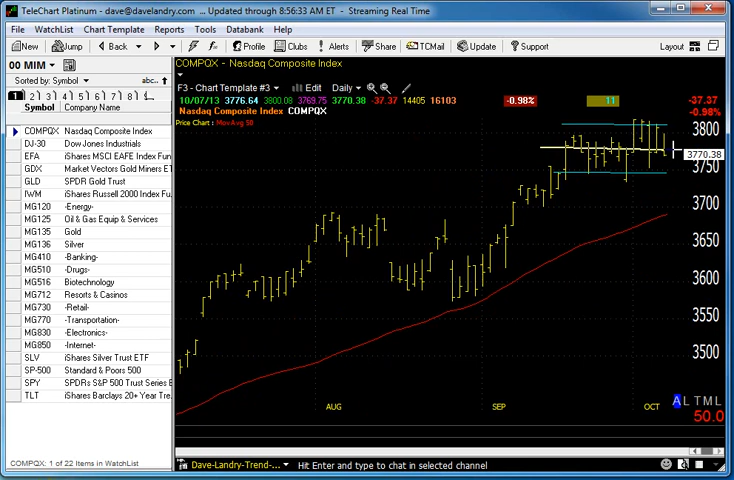 TeleChart Platinum - dave@davelandry.com ... Updated through 8:56:33 AM - Streaming Real Time
File WatchList Chart Template Reports Tools Databank Help
New Jump Back Profile Clubs Alerts Share TCMail Update Support Layout
00 MIM COMPQX - Nasdaq Composite Index
Sorted by: Symbol abc..
1 2 3 4 5 6 7 8
F3 - Chart Template #3 Edit Daily
Symbol Company Name
10/07/13 3776.64 3800.08 3769.75 3770.38 -37.37 14405 16103 -0.98% 11 -37.37
-0.98%
Nasdaq Composite Index COMPQX
Price Chart : MovAvg 50
COMPQX Nasdaq Composite Index
DJ-30 Dow Jones Industrials
EFA iShares MSCI EAFE Index Fun
GDX Market Vectors Gold Miners ET
GLD SPDR Gold Trust
IWM iShares Russell 2000 Index Fu..
MG120 -Energy-
MG125 Oil & Gas Equip & Services
MG135 Gold
MG136 Silver
MG410 -Banking-
MG510 -Drugs-
MG516 Biotechnology
MG712 Resorts & Casinos
MG730 -Retail-
MG770 -Transportation-
MG830 -Electronics-
MG850 -Internet-
SLV iShares Silver Trust ETF
SP-500 Standard & Poors 500
SPY SPDRs S&P 500 Trust Series E
TLT iShares Barclays 20+ Year Tre..
3800
3770.38
3750
3700
3650
3600
3550
3500
A L T M L
AUG SEP OCT
50.0
COMPQX: 1 of 22 Items in WatchList
Dave-Landry-Trend-... Hit Enter and type to chat in selected channel